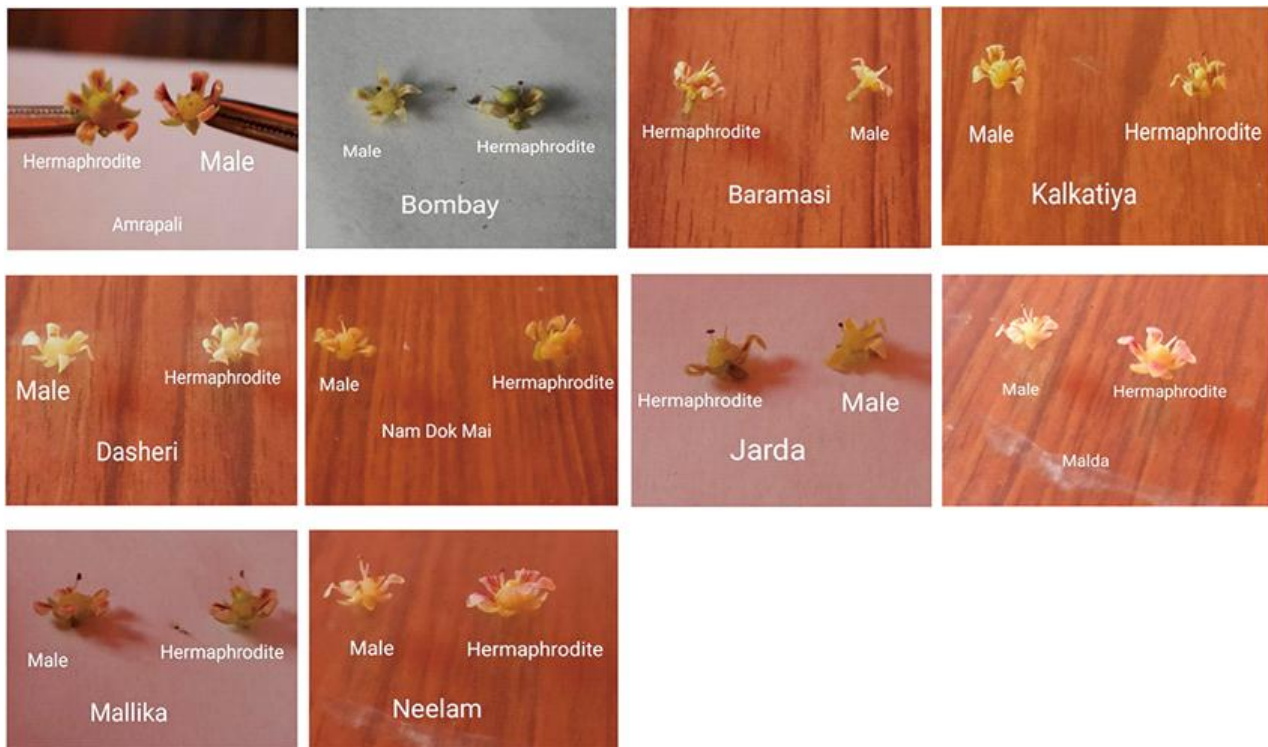 Hermaphrodite
Male
Amrapali
Male
Hermaphrodite
Bombay
Hermaphrodite
Male
Baramasi
Male
Hermaphrodite
Kalkatiya
Male
Hermaphrodite
Dasheri
Male
Hermaphrodite
Nam Dok Mai
Hermaphrodite
Male
Jarda
Male
Hermaphrodite
Malda
Male
Hermaphrodite
Mallika
Male
Hermaphrodite
Neelam